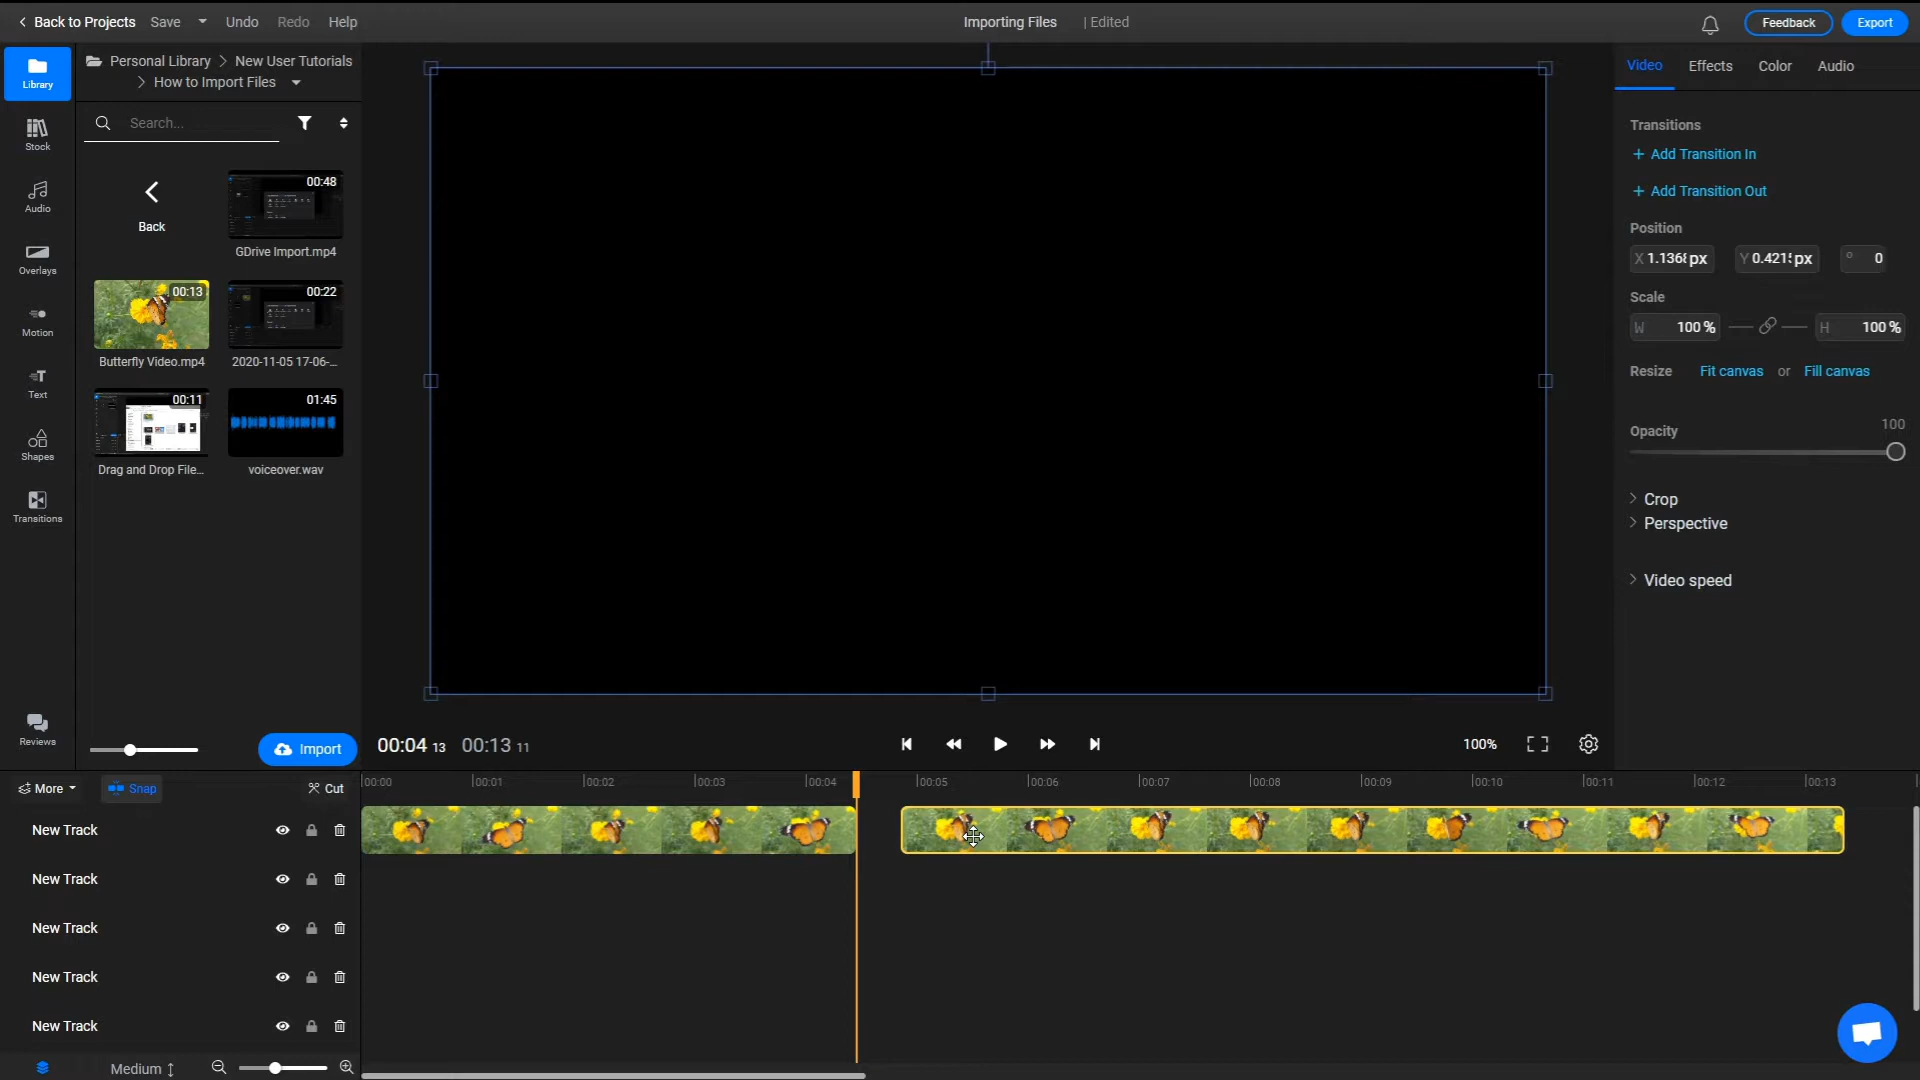 Back to Projects Save Undo Redo Help Importing Files | Edited Feedback Export
Library
Stock
Audio
Overlays
Motion
Text
Shapes
Transitions
Reviews
Personal Library > New User Tutorials
> How to Import Files
Search...
Back
00:48
GDrive Import.mp4
00:13
Butterfly Video.mp4
00:22
2020-11-05 17-06-...
00:11
Drag and Drop File...
01:45
voiceover.wav
Import
00:04 13 00:13 11
100%
Video Effects Color Audio
Transitions
+ Add Transition In
+ Add Transition Out
Position
X px Y px ° 0
Scale
W 100 % H 100 %
Resize Fit canvas or Fill canvas
Opacity 100
> Crop
> Perspective
> Video speed
More Snap Cut
00:00 00:01 00:02 00:03 00:04 00:05 00:06 00:07 00:08 00:09 00:10 00:11 00:12 00:13
New Track
New Track
New Track
New Track
New Track
Medium